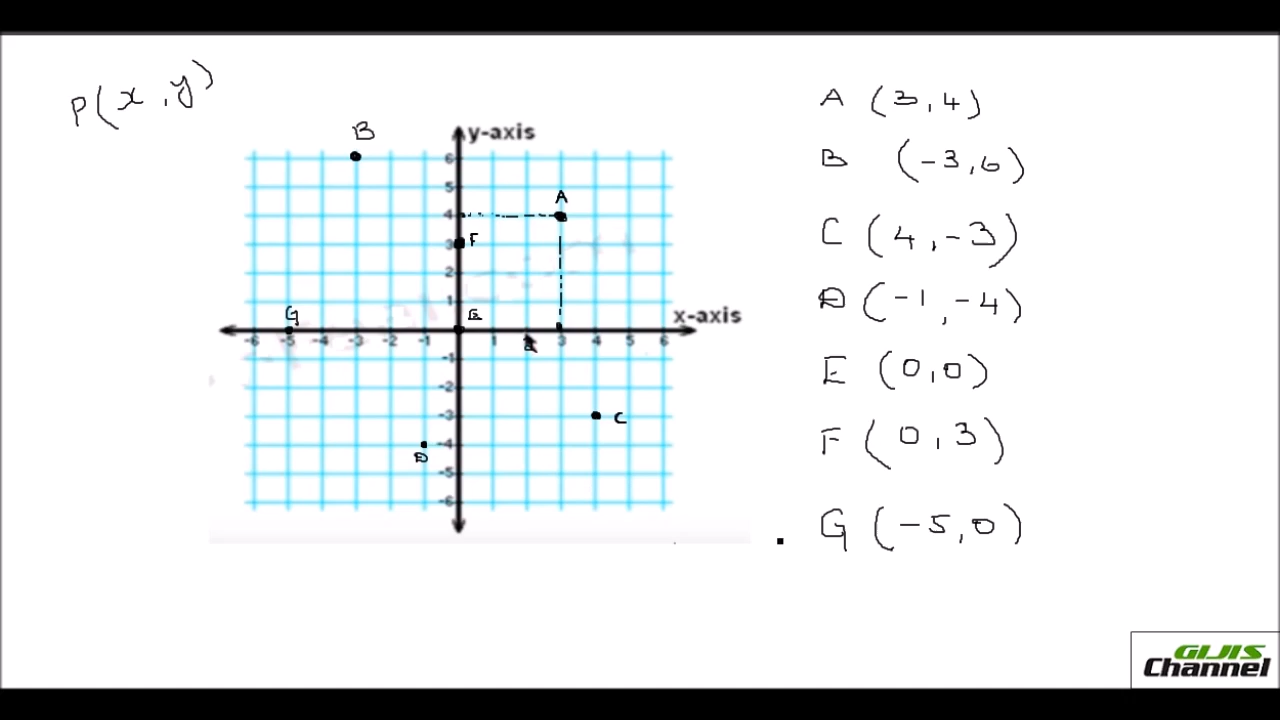 P(x,y)
A (3,4)
B (-3,6)
C (4,-3)
D (-1,-4)
E (0,0)
F (0,3)
G (-5,0)
B
y-axis
6
5
A
4
F
3
2
1
G
E
x-axis
-6 -5 -4 -3 -2 -1 1 2 3 4 5 6
-1
-2
-3
C
-4
D
-5
-6
GIJIS
Channel